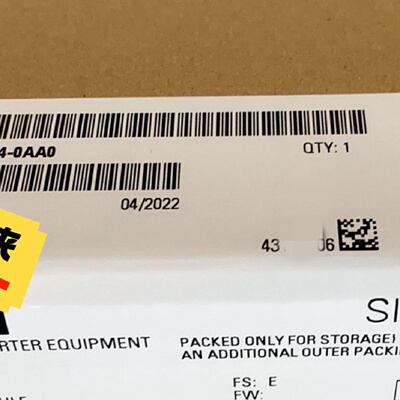 4-0AA0
QTY: 1
04/2022
43 06
SI
RTER EQUIPMENT
PACKED ONLY FOR STORAGE)
AN ADDITIONAL OUTER PACKI
FS: E
FW: